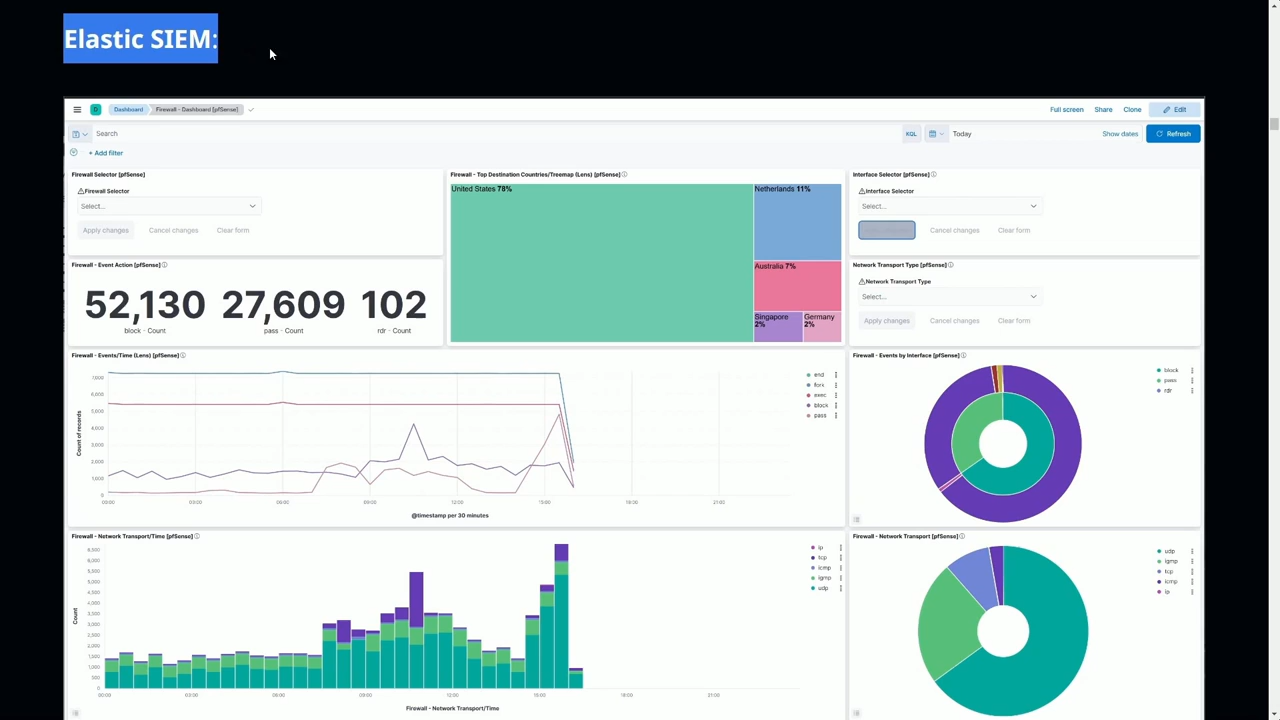 Elastic SIEM:
D Dashboard Firewall - Dashboard [pfSense] Full screen Share Clone Edit
Search KQL Today Show dates Refresh
+ Add filter
Firewall Selector [pfSense]
Firewall Selector
Select...
Apply changes Cancel changes Clear form
Firewall - Top Destination Countries/Treemap (Lens) [pfSense]
United States 78%
Netherlands 11%
Australia 7%
Singapore
2%
Germany
2%
Interface Selector [pfSense]
Interface Selector
Select...
Cancel changes Clear form
Firewall - Event Action [pfSense]
52,130 27,609 102
block - Count pass - Count rdr - Count
Network Transport Type [pfSense]
Network Transport Type
Select...
Apply changes Cancel changes Clear form
Firewall - Events/Time (Lens) [pfSense]
Count of records
7,000
6,000
5,000
4,000
3,000
2,000
1,000
0
00:00 03:00 06:00 09:00 12:00 15:00 18:00 21:00
@timestamp per 30 minutes
end
fork
exec
block
pass
Firewall - Events by Interface [pfSense]
block
pass
rdr
Firewall - Network Transport/Time [pfSense]
Count
6,500
6,000
5,500
5,000
4,500
4,000
3,500
3,000
2,500
2,000
1,500
1,000
500
0
00:00 03:00 06:00 09:00 12:00 15:00 18:00 21:00
Firewall - Network Transport/Time
ip
tcp
icmp
igmp
udp
Firewall - Network Transport [pfSense]
udp
igmp
tcp
icmp
ip